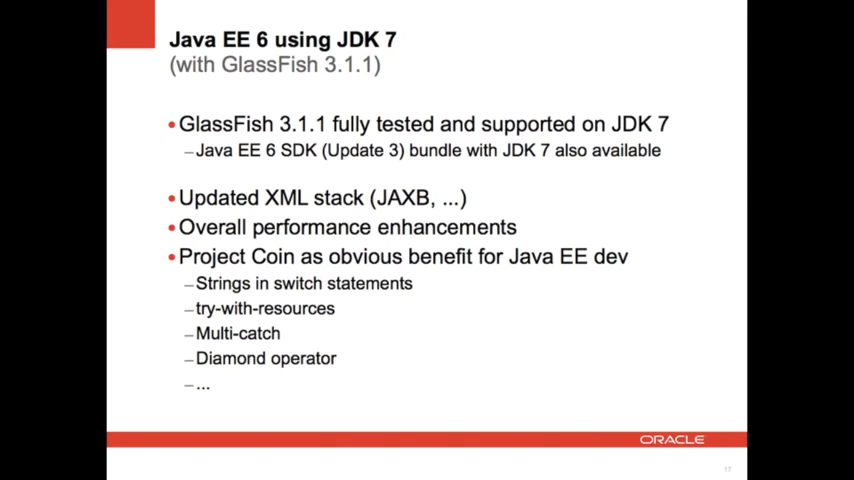 Java EE 6 using JDK 7
(with GlassFish 3.1.1)
•GlassFish 3.1.1 fully tested and supported on JDK 7
–Java EE 6 SDK (Update 3) bundle with JDK 7 also available
•Updated XML stack (JAXB, ...)
•Overall performance enhancements
•Project Coin as obvious benefit for Java EE dev
–Strings in switch statements
–try-with-resources
–Multi-catch
–Diamond operator
–...
ORACLE
17